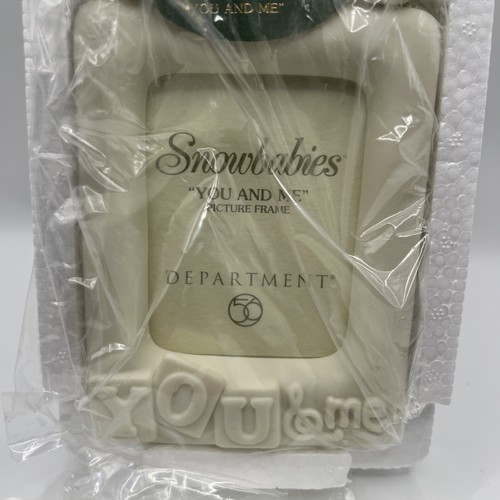 "YOU AND ME"
Snowbabies
"YOU AND ME"
PICTURE FRAME
DEPARTMENT®
56
YOU & me